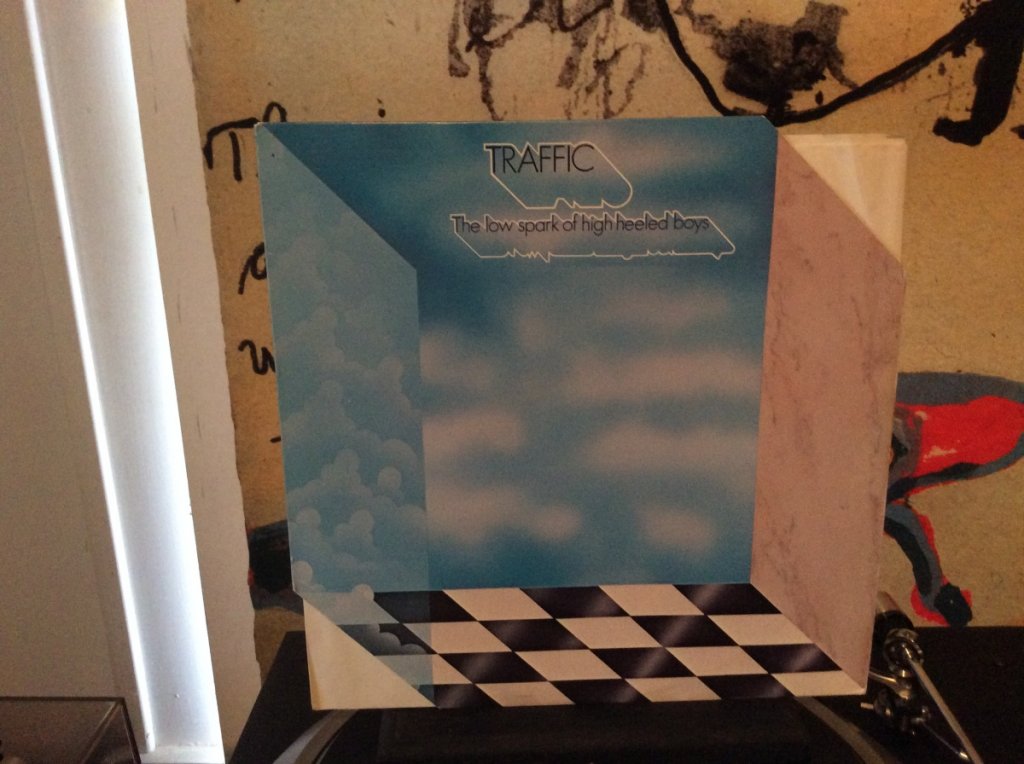 TRAFFIC
The low spark of high heeled boys